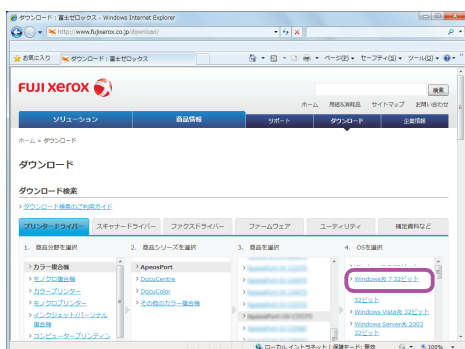 ダウンロード : 富士ゼロックス - Windows Internet Explorer
http://www.fujixerox.co.jp/download/
お気に入り ダウンロード : 富士ゼロックス
ページ(P) セーフティ(S) ツール(O)
FUJI XEROX
検索
ホーム 用紙&消耗品 サイトマップ お問い合わせ
ソリューション 商品情報 サポート ダウンロード 企業情報
ホーム > ダウンロード
ダウンロード
ダウンロード検索
> ダウンロード検索のご利用ガイド
プリンタードライバー スキャナードライバー ファクスドライバー ファームウェア ユーティリティ 補足資料など
1. 商品分野を選択 2. 商品シリーズを選択 3. 商品を選択 4. OSを選択
> カラー複合機
> モノクロ複合機
> カラープリンター
> モノクロプリンター
> インクジェット/パーソナル複合機
> コンピュータープリンティン
> ApeosPort
> DocuCentre
> DocuColor
> その他のカラー複合機
> Windows® 7 32ビット
32ビット
> Windows Vista® 32ビット
> Windows Server® 2003
32ビット
ローカル イントラネット | 保護モード: 無効
100%